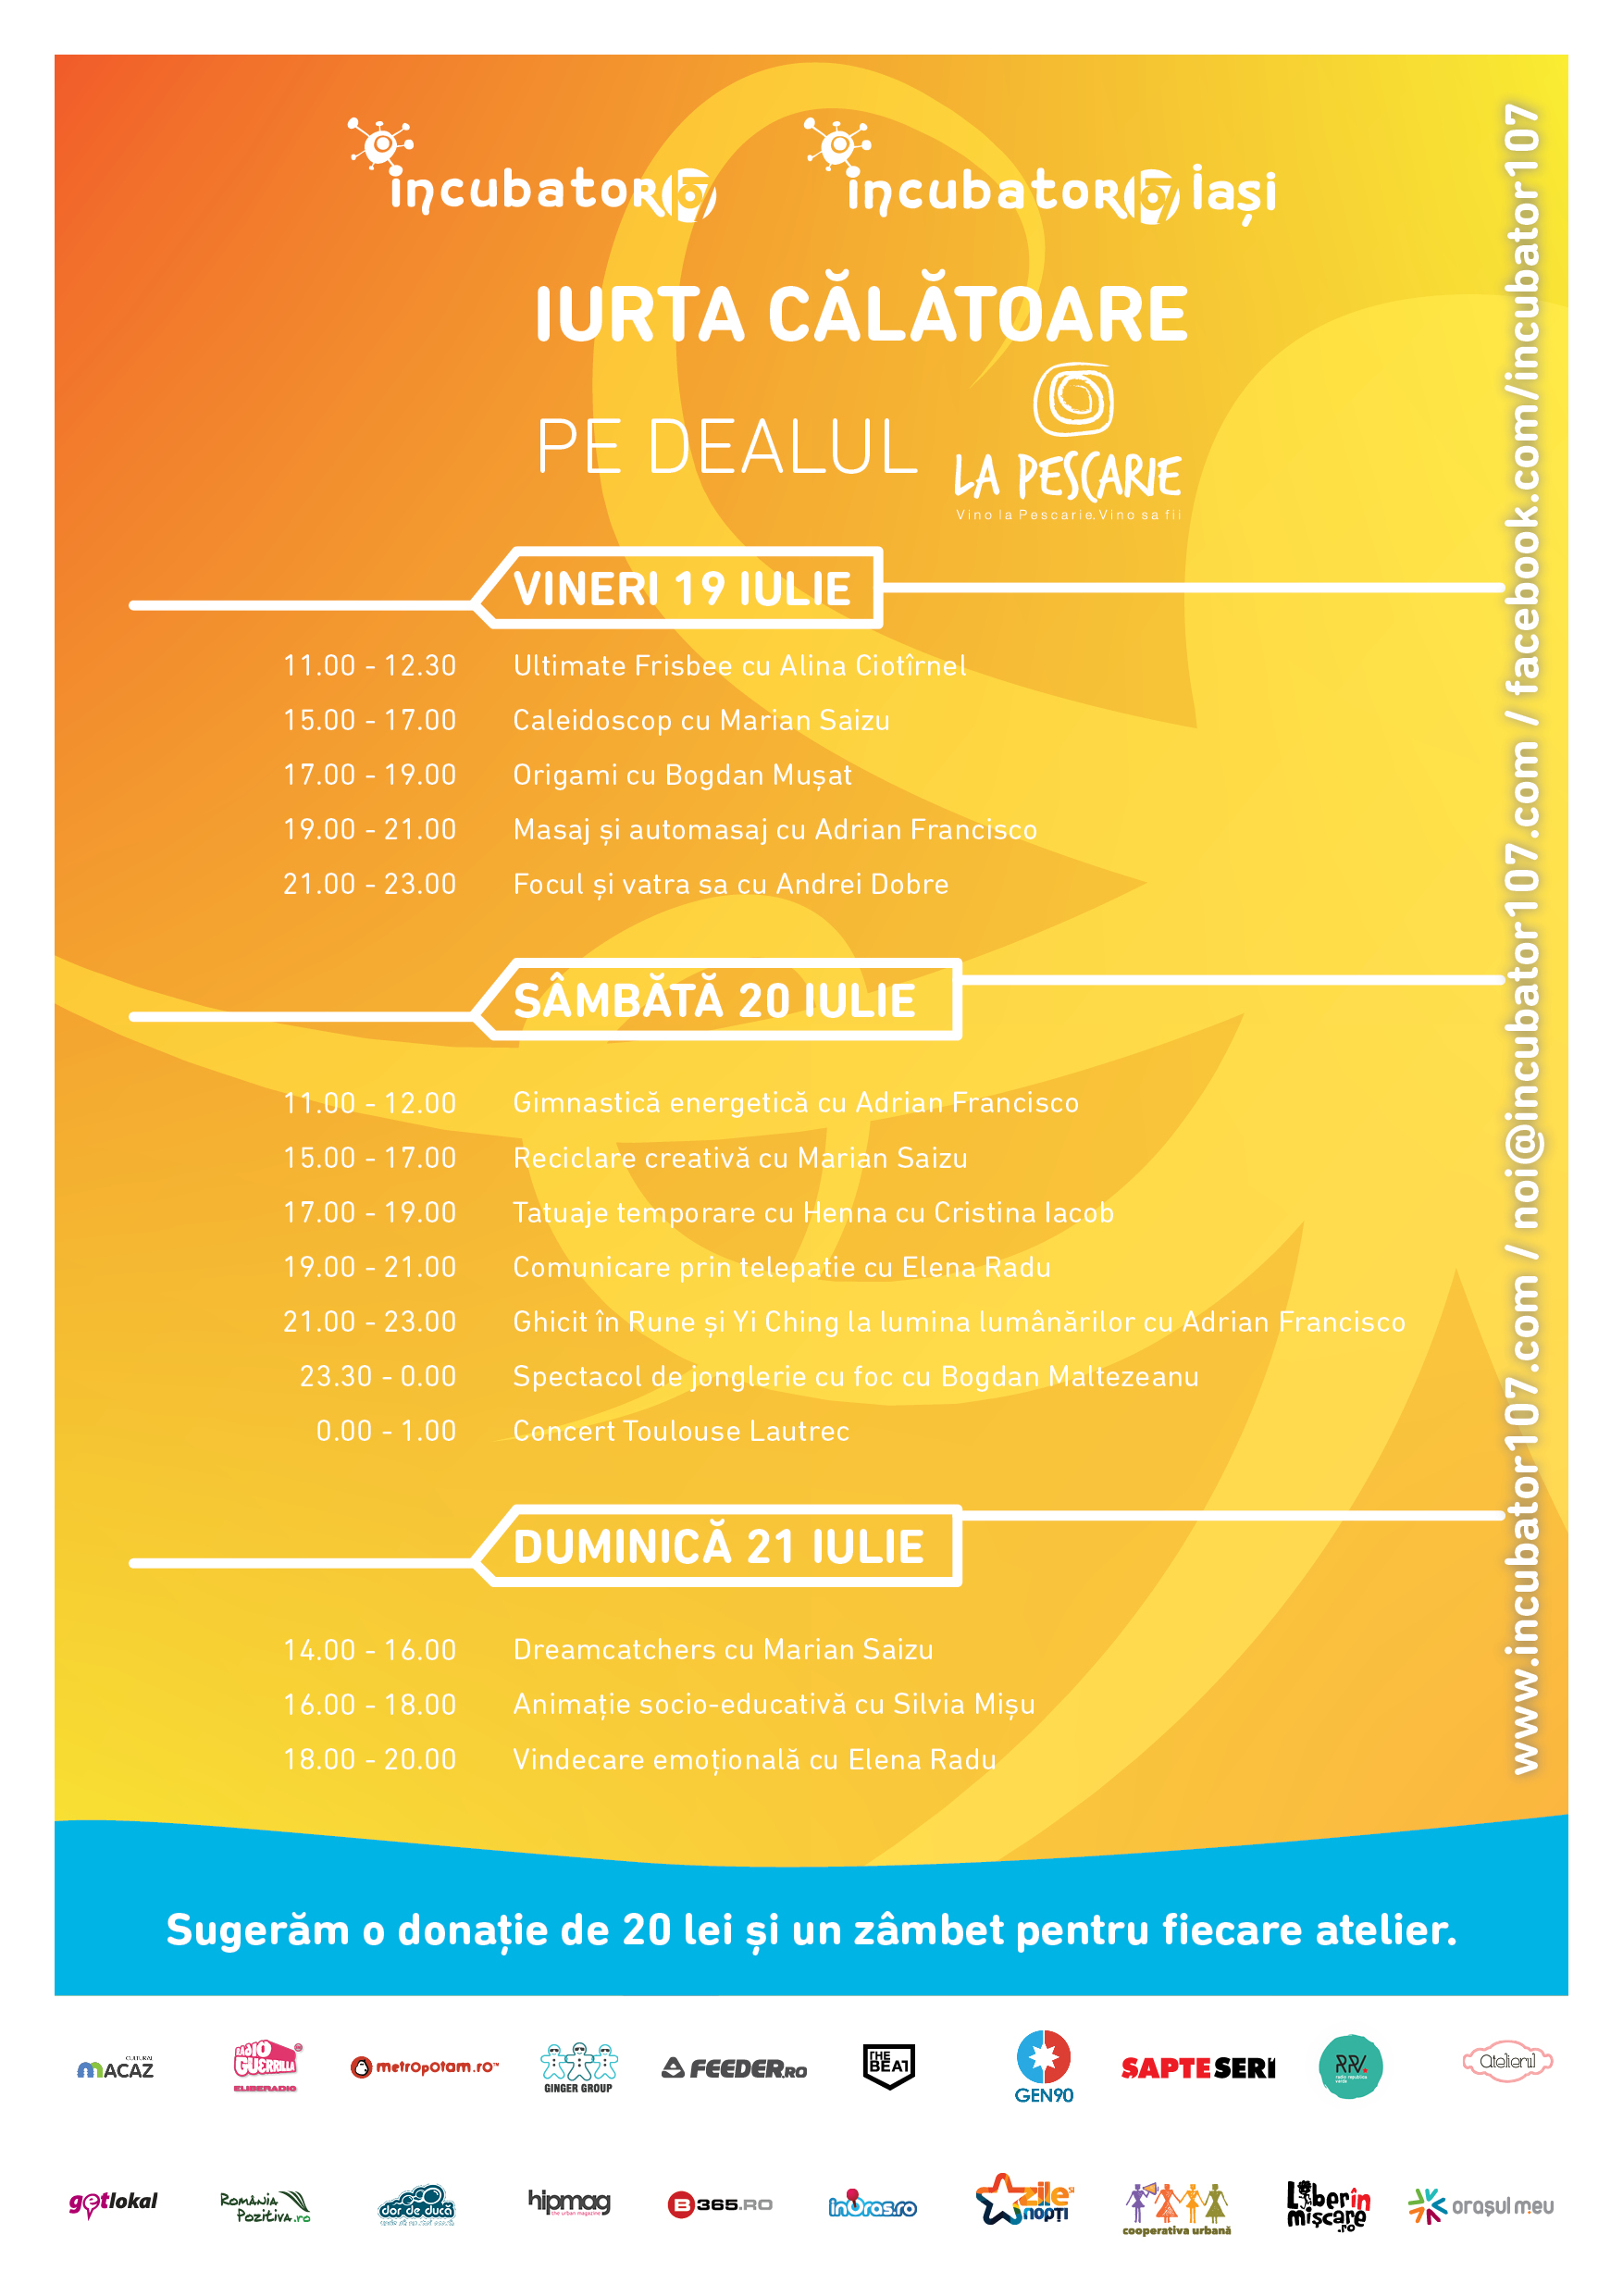 incubator107
incubator107 Iași
IURTA CĂLĂTOARE
PE DEALUL
LA PESCARIE
Vino la Pescarie. Vino sa fii
VINERI 19 IULIE
11.00 - 12.30 Ultimate Frisbee cu Alina Ciotîrnel
15.00 - 17.00 Caleidoscop cu Marian Saizu
17.00 - 19.00 Origami cu Bogdan Mușat
19.00 - 21.00 Masaj și automasaj cu Adrian Francisco
21.00 - 23.00 Focul și vatra sa cu Andrei Dobre
SÂMBĂTĂ 20 IULIE
11.00 - 12.00 Gimnastică energetică cu Adrian Francisco
15.00 - 17.00 Reciclare creativă cu Marian Saizu
17.00 - 19.00 Tatuaje temporare cu Henna cu Cristina Iacob
19.00 - 21.00 Comunicare prin telepatie cu Elena Radu
21.00 - 23.00 Ghicit în Rune și Yi Ching la lumina lumânărilor cu Adrian Francisco
23.30 - 0.00 Spectacol de jonglerie cu foc cu Bogdan Maltezeanu
0.00 - 1.00 Concert Toulouse Lautrec
DUMINICĂ 21 IULIE
14.00 - 16.00 Dreamcatchers cu Marian Saizu
16.00 - 18.00 Animație socio-educativă cu Silvia Mișu
18.00 - 20.00 Vindecare emoțională cu Elena Radu
www.incubator107.com / noi@incubator107.com / facebook.com/incubator107
Sugerăm o donație de 20 lei și un zâmbet pentru fiecare atelier.
CULTURAL
MACAZ
RADIO
GUERRILLA
ELIBERADIO
metropotam.ro™
GINGER GROUP
FEEDER.RO
THE
BEAT
GEN90
ȘAPTE SERI
RRV.
radio republica
verde
atelierul
getlokal
România
Pozitiva.ro
dor de ducă
hipmag
the urban magazine
B365.RO
inOras.ro
zile și
nopți
cooperativa urbană
Liber în
mișcare
.ro
orașul meu